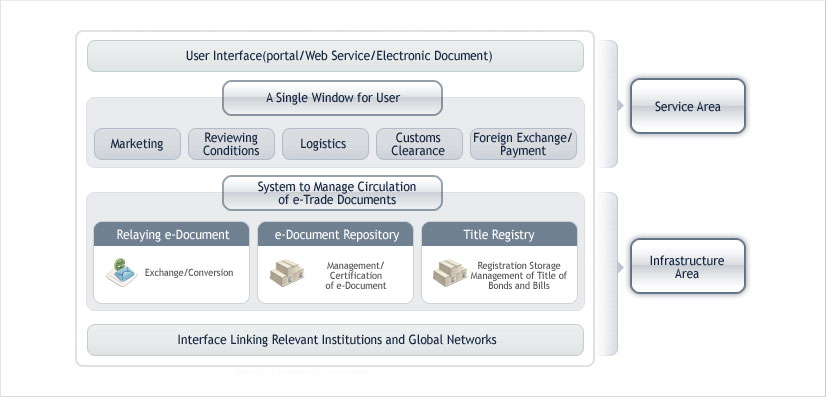 User Interface(portal/Web Service/Electronic Document)
A Single Window for User
Marketing
Reviewing
Conditions
Logistics
Customs
Clearance
Foreign Exchange/
Payment
Service Area
System to Manage Circulation
of e-Trade Documents
Relaying e-Document
Exchange/Conversion
e-Document Repository
Management/
Certification
of e-Document
Title Registry
Registration Storage
Management of Title of
Bonds and Bills
Infrastructure
Area
Interface Linking Relevant Institutions and Global Networks